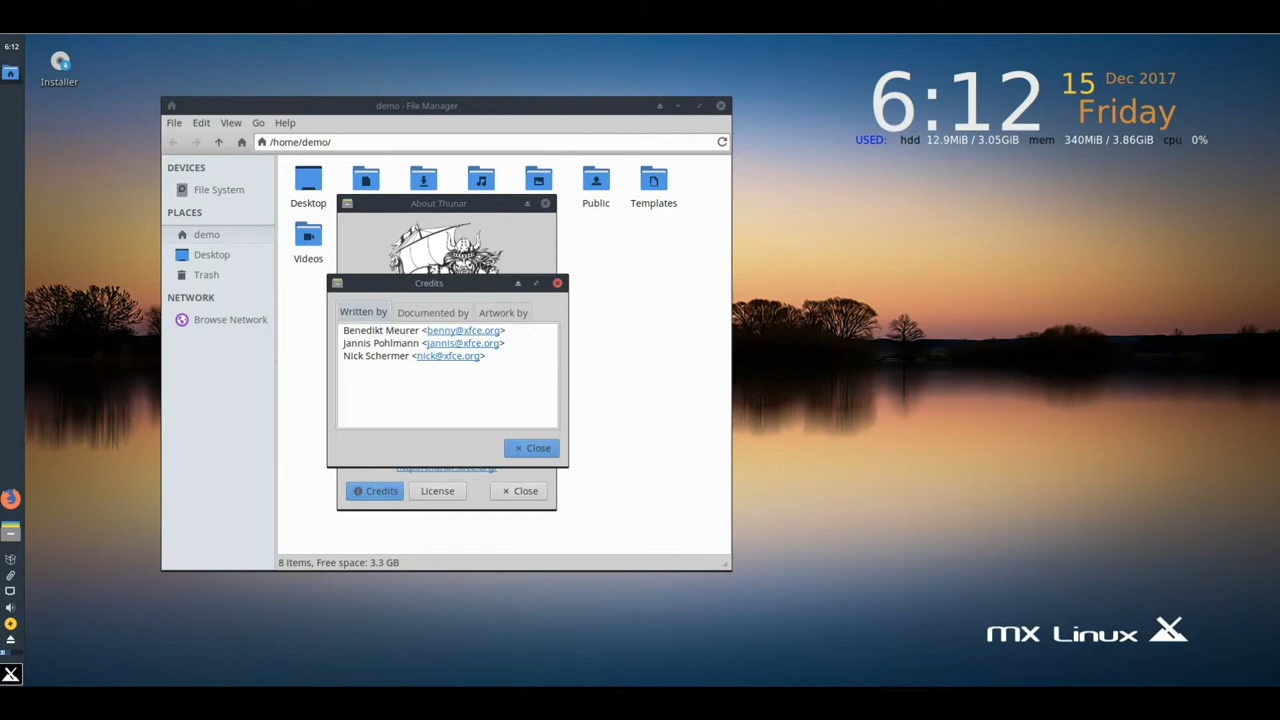 6:12
Installer
6:12
15
Dec 2017
Friday
USED: hdd 12.9MiB / 3.05GiB mem 340MiB / 3.86GiB cpu 0%
demo - File Manager
File Edit View Go Help
/home/demo/
DEVICES
File System
PLACES
demo
Desktop
Trash
NETWORK
Browse Network
Desktop
Public
Templates
Videos
About Thunar
Credits
Written by Documented by Artwork by
Benedikt Meurer <benny@xfce.org>
Jannis Pohlmann <jannis@xfce.org>
Nick Schermer <nick@xfce.org>
Close
Credits License Close
8 items, Free space: 3.3 GB
mx Linux